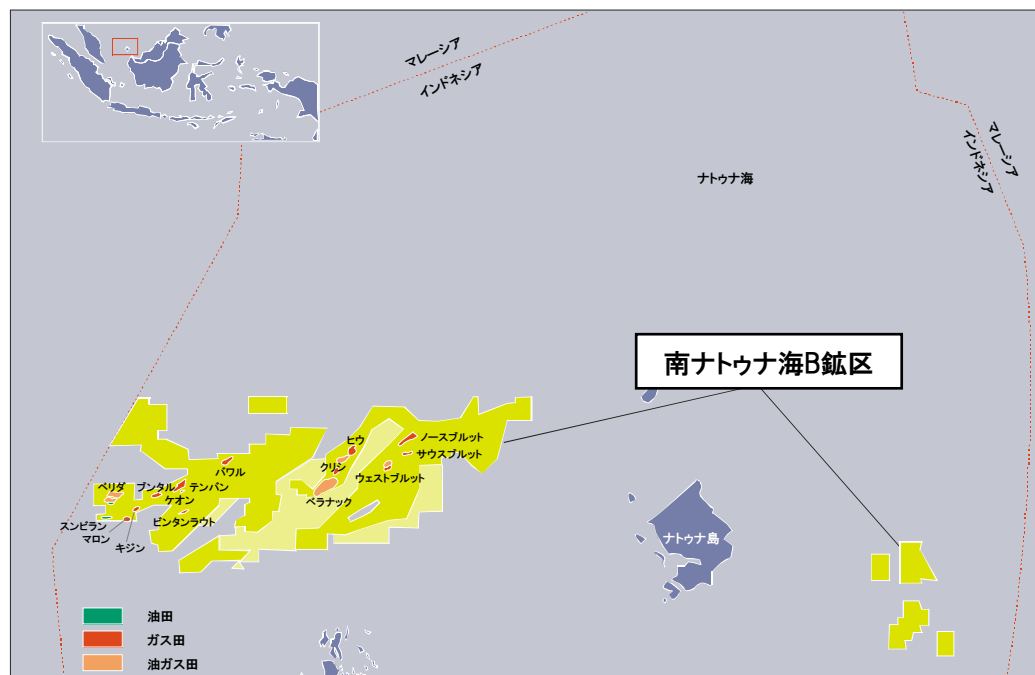 マレーシア
インドネシア
マレーシア
インドネシア
ナトゥナ海
南ナトゥナ海B鉱区
ヒウ
ノースブルット
サウスブルット
クリシ
ウェストブルット
パワル
ベリダ
ブンタル
テンバン
ケオン
ベラナック
スンビラン
ビンタンラウト
マロン
キジン
ナトゥナ島
油田
ガス田
油ガス田